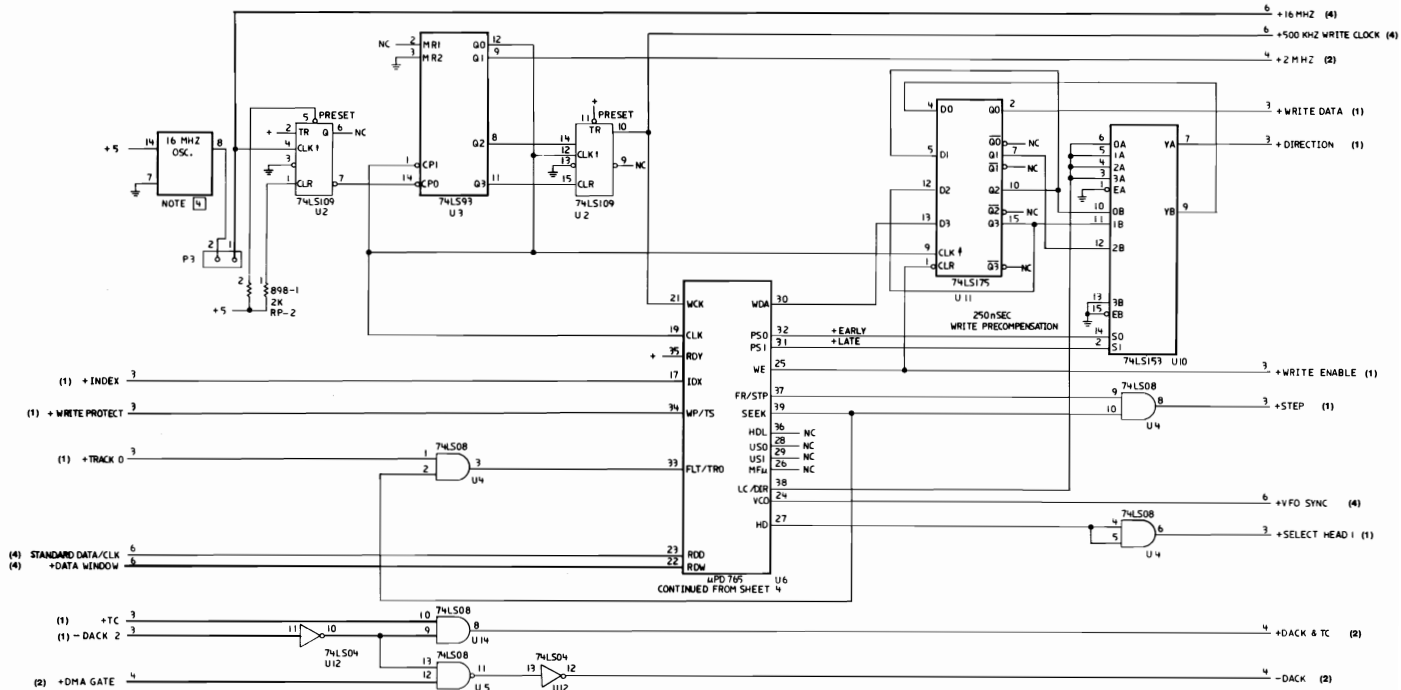 6 +16 MHZ (4)
6 +500 KHZ WRITE CLOCK (4)
4 +2 MHZ (2)
NC 2 MR1 Q0 12
3 MR2 Q1 9
5 PRESET
+ 2 TR Q 6 NC
4 CLK↑
3
1 CLR 7
74LS109
U2
+5 14 16 MHZ OSC. 8
7
NOTE 4
1 CP1 Q2 8
14 CP0 Q3 11
74LS93
U3
+
11 PRESET
14 TR 10
12 CLK↑
13 9 NC
15 CLR
74LS109
U2
P3 2 1
2 1 898-1
2K
RP-2
+5
4 D0 Q0 2
Q0 NC
5 D1 Q1 7
Q1 NC
12 D2 Q2 10
Q2 NC
13 D3 Q3 15
9 CLK↑
1 CLR Q3 NC
74LS175
U11
250 nSEC
WRITE PRECOMPENSATION
6 0A YA 7
5 1A
4 2A
3 3A
1 EA
10 0B YB 9
11 1B
12 2B
13 3B
15 EB
14 S0
2 S1
74LS153 U10
3 +WRITE DATA (1)
3 +DIRECTION (1)
21 WCK WDA 30
19 CLK PS0 32 +EARLY
PS1 31 +LATE
+ 35 RDY
WE 25
3 +WRITE ENABLE (1)
(1) +INDEX 3 17 IDX
FR/STP 37
(1) +WRITE PROTECT 3 34 WP/TS
SEEK 39
74LS08
9 8
10
U4
3 +STEP (1)
HDL 36 NC
US0 28 NC
US1 29 NC
MFµ 26 NC
(1) +TRACK 0 3
74LS08
1 3
2
U4
33 FLT/TR0
LC/DIR 38
VCO 24
6 +VFO SYNC (4)
HD 27
74LS08
4 6
5
U4
3 +SELECT HEAD 1 (1)
(4) STANDARD DATA/CLK 6 23 RDD
(4) +DATA WINDOW 6 22 RDW
µPD 765 U6
CONTINUED FROM SHEET 4
(1) +TC 3
(1) -DACK 2 3
11 10
74LS04
U12
74LS08
10 8
9
U14
4 +DACK & TC (2)
(2) +DMA GATE 4
74LS08
13 11
12
U5
74LS04
13 12
U12
4 -DACK (2)